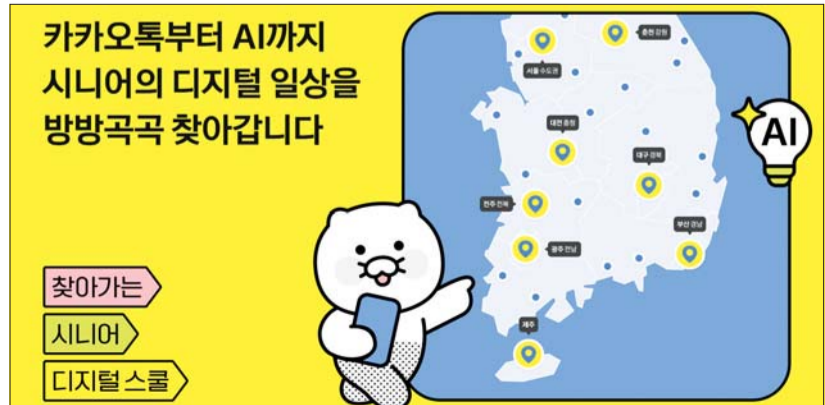 카카오톡부터 AI까지
시니어의 디지털 일상을
방방곡곡 찾아갑니다
찾아가는
시니어
디지털 스쿨
춘천 강원
서울 수도권
대전 충청
대구 경북
전주 전북
부산 경남
광주 전남
제주
AI